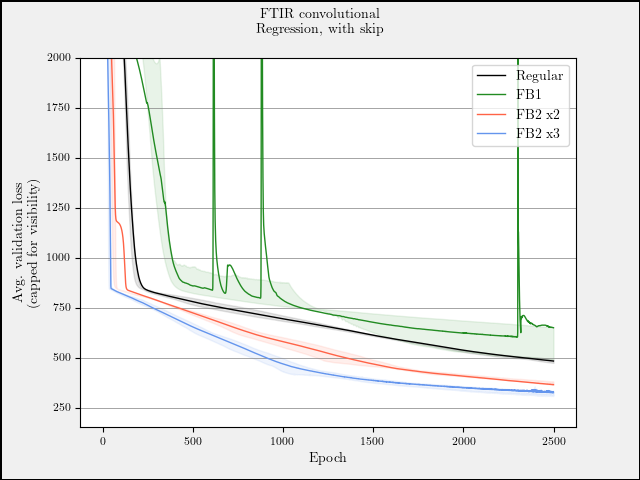 FTIR convolutional
Regression, with skip
Avg. validation loss
(capped for visibility)
2000
1750
1500
1250
1000
750
500
250
Regular
FB1
FB2 x2
FB2 x3
0
500
1000
1500
2000
2500
Epoch